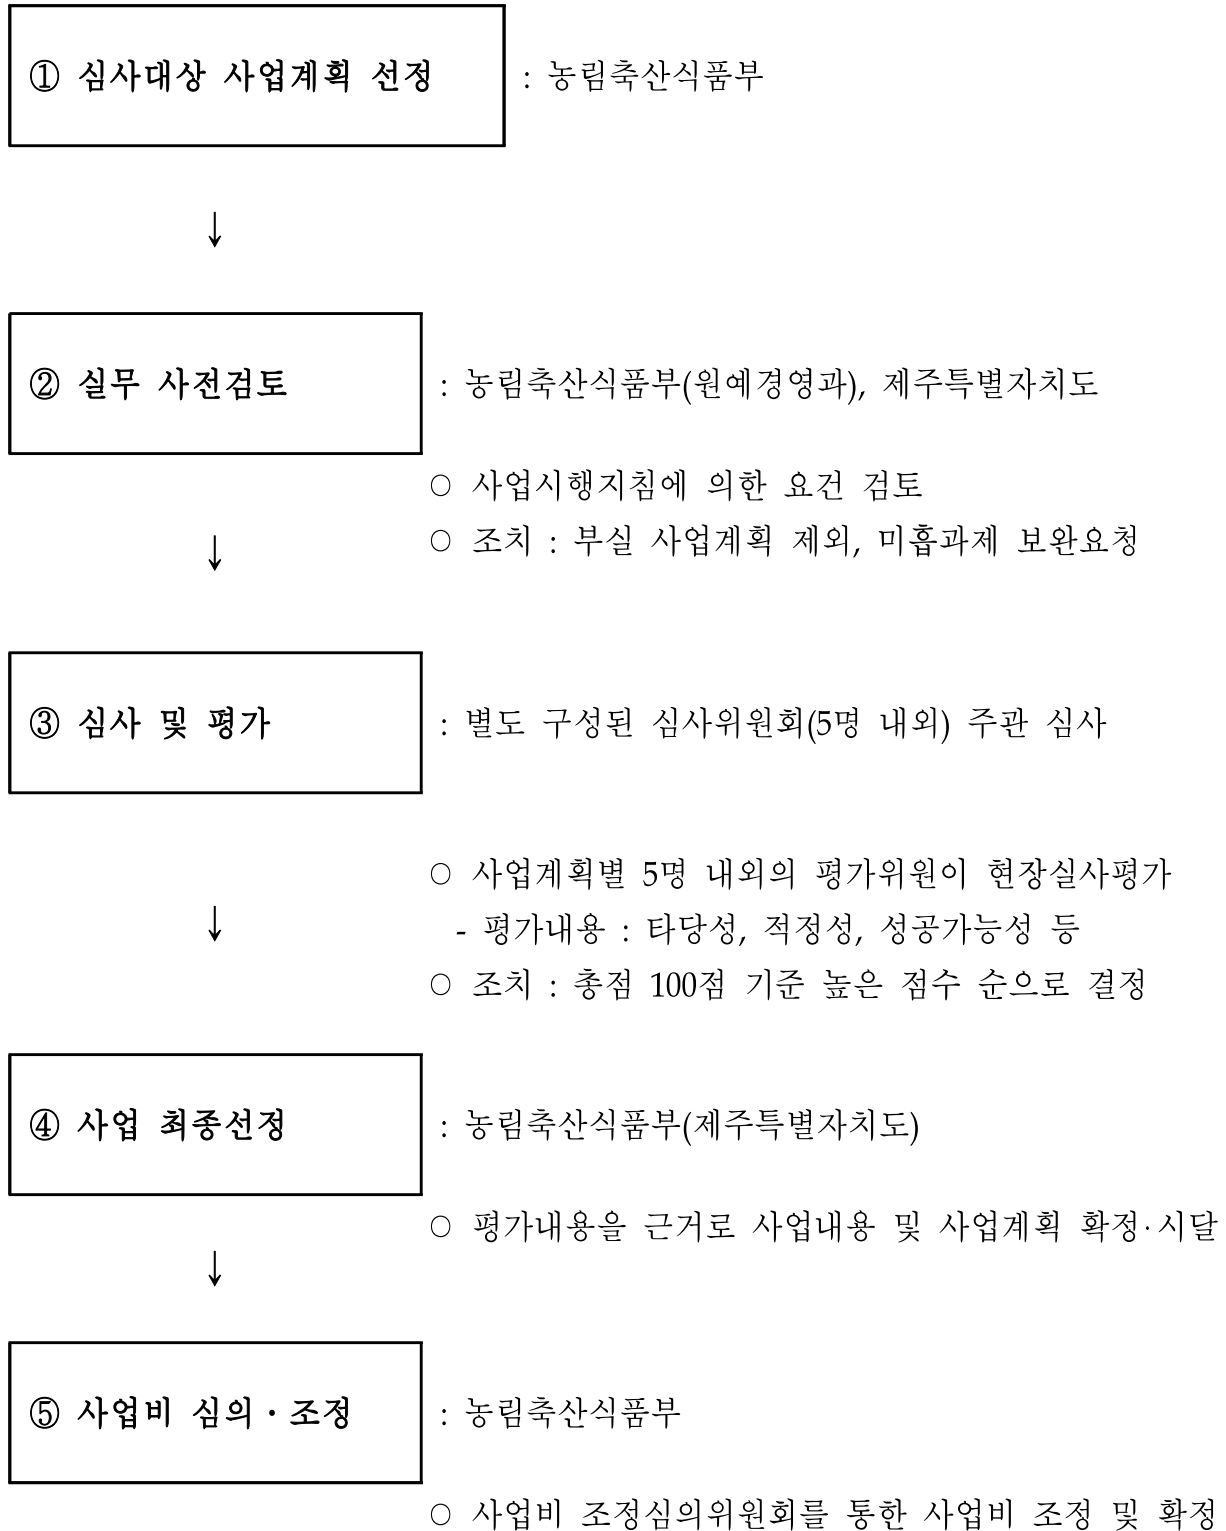 ① 심사대상 사업계획 선정 : 농림축산식품부
↓
② 실무 사전검토 : 농림축산식품부(원예경영과), 제주특별자치도
○ 사업시행지침에 의한 요건 검토
○ 조치 : 부실 사업계획 제외, 미흡과제 보완요청
↓
③ 심사 및 평가 : 별도 구성된 심사위원회(5명 내외) 주관 심사
○ 사업계획별 5명 내외의 평가위원이 현장실사평가
- 평가내용 : 타당성, 적정성, 성공가능성 등
↓
○ 조치 : 총점 100점 기준 높은 점수 순으로 결정
④ 사업 최종선정 : 농림축산식품부(제주특별자치도)
○ 평가내용을 근거로 사업내용 및 사업계획 확정·시달
↓
⑤ 사업비 심의·조정 : 농림축산식품부
○ 사업비 조정심의위원회를 통한 사업비 조정 및 확정